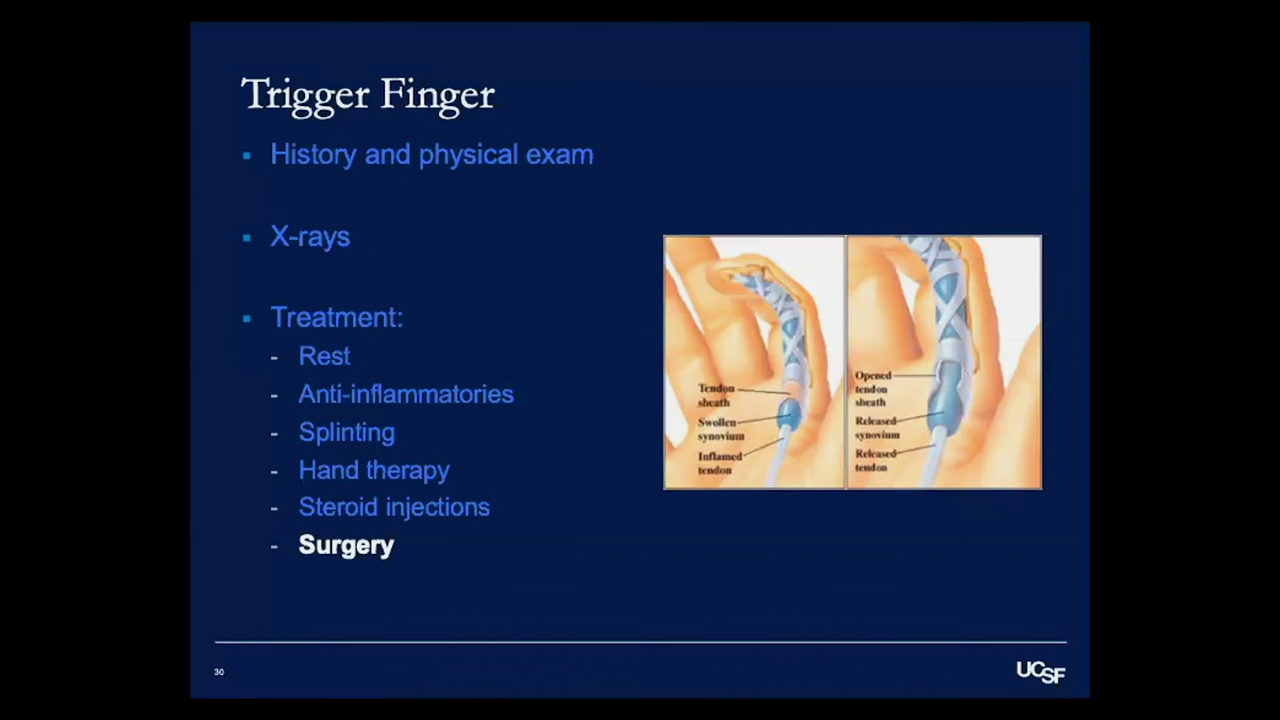 Trigger Finger
▪ History and physical exam
▪ X-rays
▪ Treatment:
- Rest
- Anti-inflammatories
- Splinting
- Hand therapy
- Steroid injections
- Surgery
Tendon
sheath
Swollen
synovium
Inflamed
tendon
Opened
tendon
sheath
Released
synovium
Released
tendon
30
UCSF